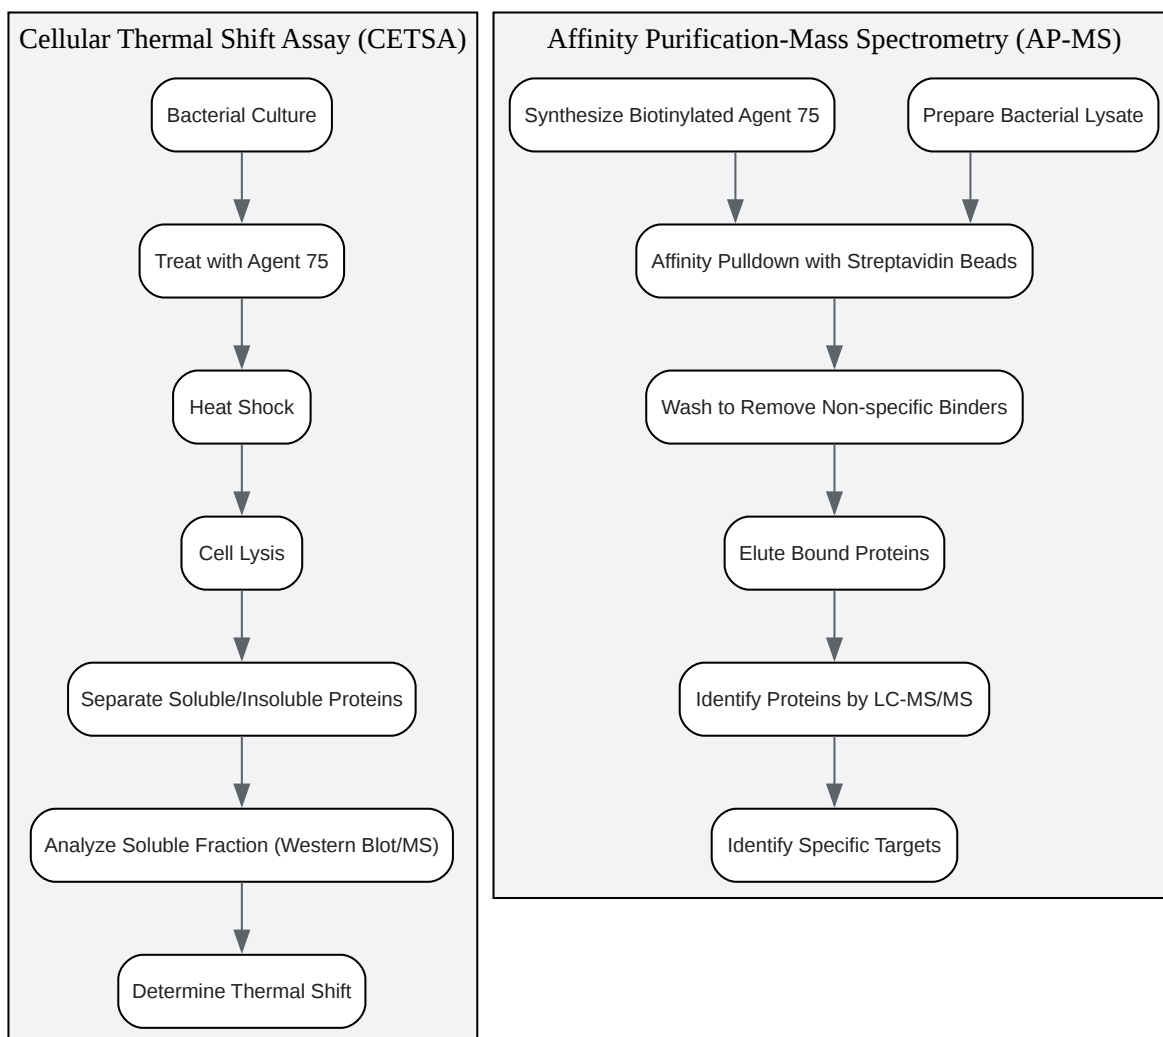 Cellular Thermal Shift Assay (CETSA)
Bacterial Culture
Treat with Agent 75
Heat Shock
Cell Lysis
Separate Soluble/Insoluble Proteins
Analyze Soluble Fraction (Western Blot/MS)
Determine Thermal Shift
Affinity Purification-Mass Spectrometry (AP-MS)
Synthesize Biotinylated Agent 75
Prepare Bacterial Lysate
Affinity Pulldown with Streptavidin Beads
Wash to Remove Non-specific Binders
Elute Bound Proteins
Identify Proteins by LC-MS/MS
Identify Specific Targets